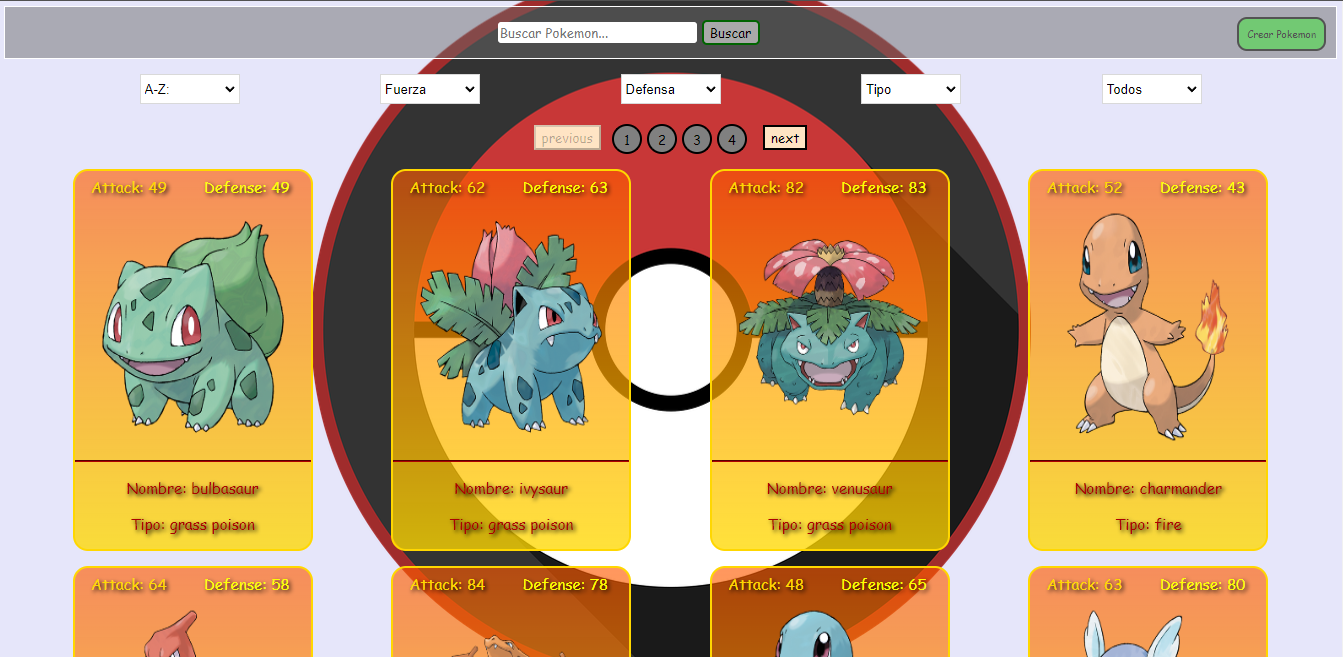 Buscar Pokemon... Buscar Crear Pokemon
A-Z: Fuerza Defensa Tipo Todos
previous 1 2 3 4 next
Attack: 49 Defense: 49 Attack: 62 Defense: 63 Attack: 82 Defense: 83 Attack: 52 Defense: 43
Nombre: bulbasaur Nombre: ivysaur Nombre: venusaur Nombre: charmander
Tipo: grass poison Tipo: grass poison Tipo: grass poison Tipo: fire
Attack: 64 Defense: 58 Attack: 84 Defense: 78 Attack: 48 Defense: 65 Attack: 63 Defense: 80